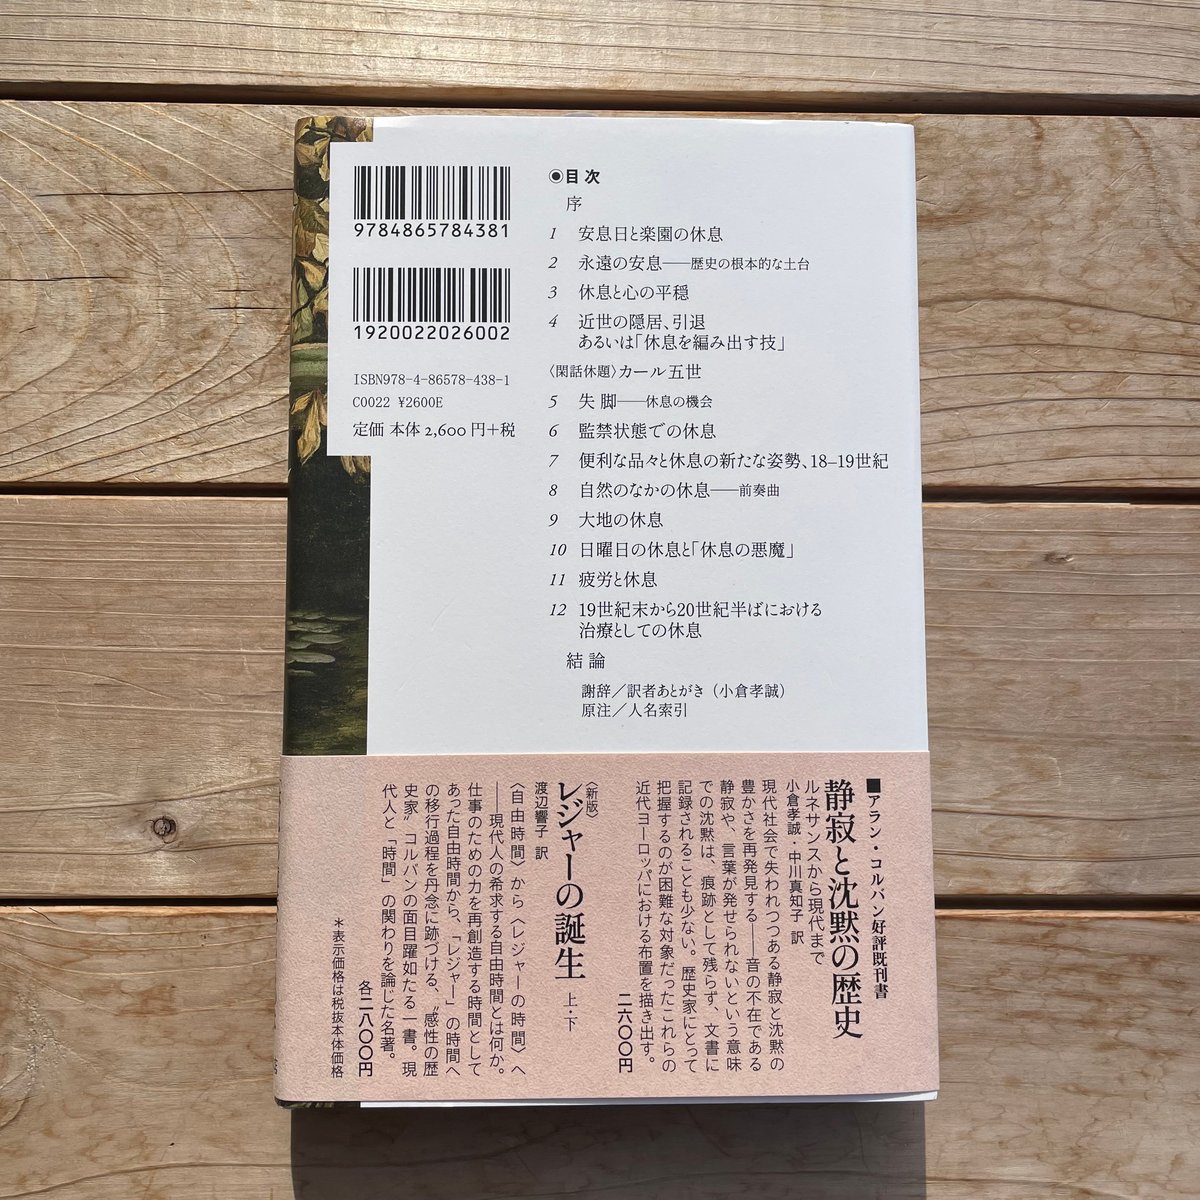 9784865784381
1920022026002
ISBN978-4-86578-438-1
C0022 ¥2600E
定価 本体 2,600 円+税
◉目次
序
1 安息日と楽園の休息
2 永遠の安息——歴史の根本的な土台
3 休息と心の平穏
4 近世の隠居、引退
あるいは「休息を編み出す技」
〈閑話休題〉カール五世
5 失脚——休息の機会
6 監禁状態での休息
7 便利な品々と休息の新たな姿勢、18–19世紀
8 自然のなかの休息——前奏曲
9 大地の休息
10 日曜日の休息と「休息の悪魔」
11 疲労と休息
12 19世紀末から20世紀半ばにおける
治療としての休息
結論
謝辞/訳者あとがき(小倉孝誠)
原注/人名索引
■アラン・コルバン好評既刊書
静寂と沈黙の歴史
ルネサンスから現代まで
小倉孝誠・中川真知子 訳
現代社会で失われつつある静寂と沈黙の
豊かさを再発見する——音の不在である
静寂や、言葉が発せられないという意味
での沈黙は、痕跡として残らず、文書に
記録されることも少ない。歴史家にとって
把握するのが困難な対象だったこれらの
近代ヨーロッパにおける布置を描き出す。
二六〇〇円
〈新版〉
レジャーの誕生 上・下
渡辺響子 訳
〈自由時間〉から〈レジャーの時間〉へ
——現代人の希求する自由時間とは何か。
仕事のための力を再創造する時間として
あった自由時間から、「レジャー」の時間へ
の移行過程を丹念に跡づける、〝感性の歴
史家〟コルバンの面目躍如たる一書。現
代人と「時間」の関わりを論じた名著。
各二八〇〇円
*表示価格は税抜本体価格